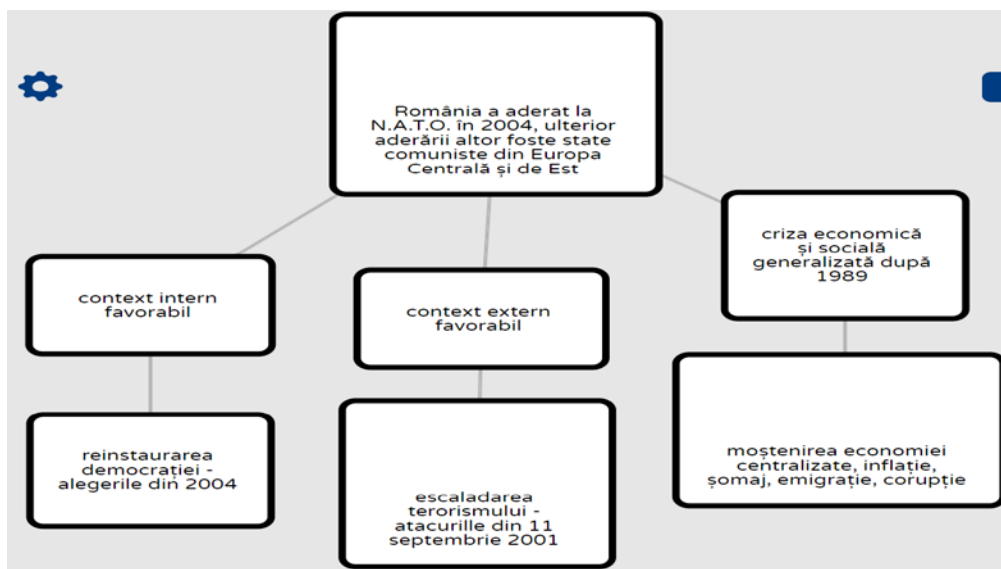 România a aderat la
N.A.T.O. în 2004, ulterior
aderării altor foste state
comuniste din Europa
Centrală și de Est
context intern
favorabil
context extern
favorabil
criza economică
și socială
generalizată după
1989
reinstaurarea
democrației -
alegerile din 2004
escaladarea
terorismului -
atacurille din 11
septembrie 2001
moștenirea economiei
centralizate, inflație,
șomaj, emigrație, corupție